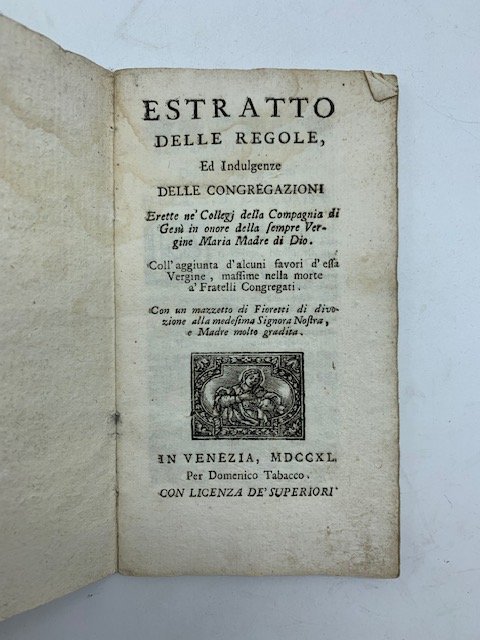 ESTRATTO
DELLE REGOLE,
Ed Indulgenze
DELLE CONGREGAZIONI
Erette ne' Collegj della Compagnia di
Gesù in onore della ſempre Ver-
gine Maria Madre di Dio.
Coll' aggiunta d'alcuni favori d'eſſa
Vergine, maſſime nella morte
a' Fratelli Congregati.
Con un mazzetto di Fioretti di divo-
zione alla medeſima Signora Noſtra,
e Madre molto gradita.
IN VENEZIA, MDCCXL.
Per Domenico Tabacco.
CON LICENZA DE' SUPERIORI